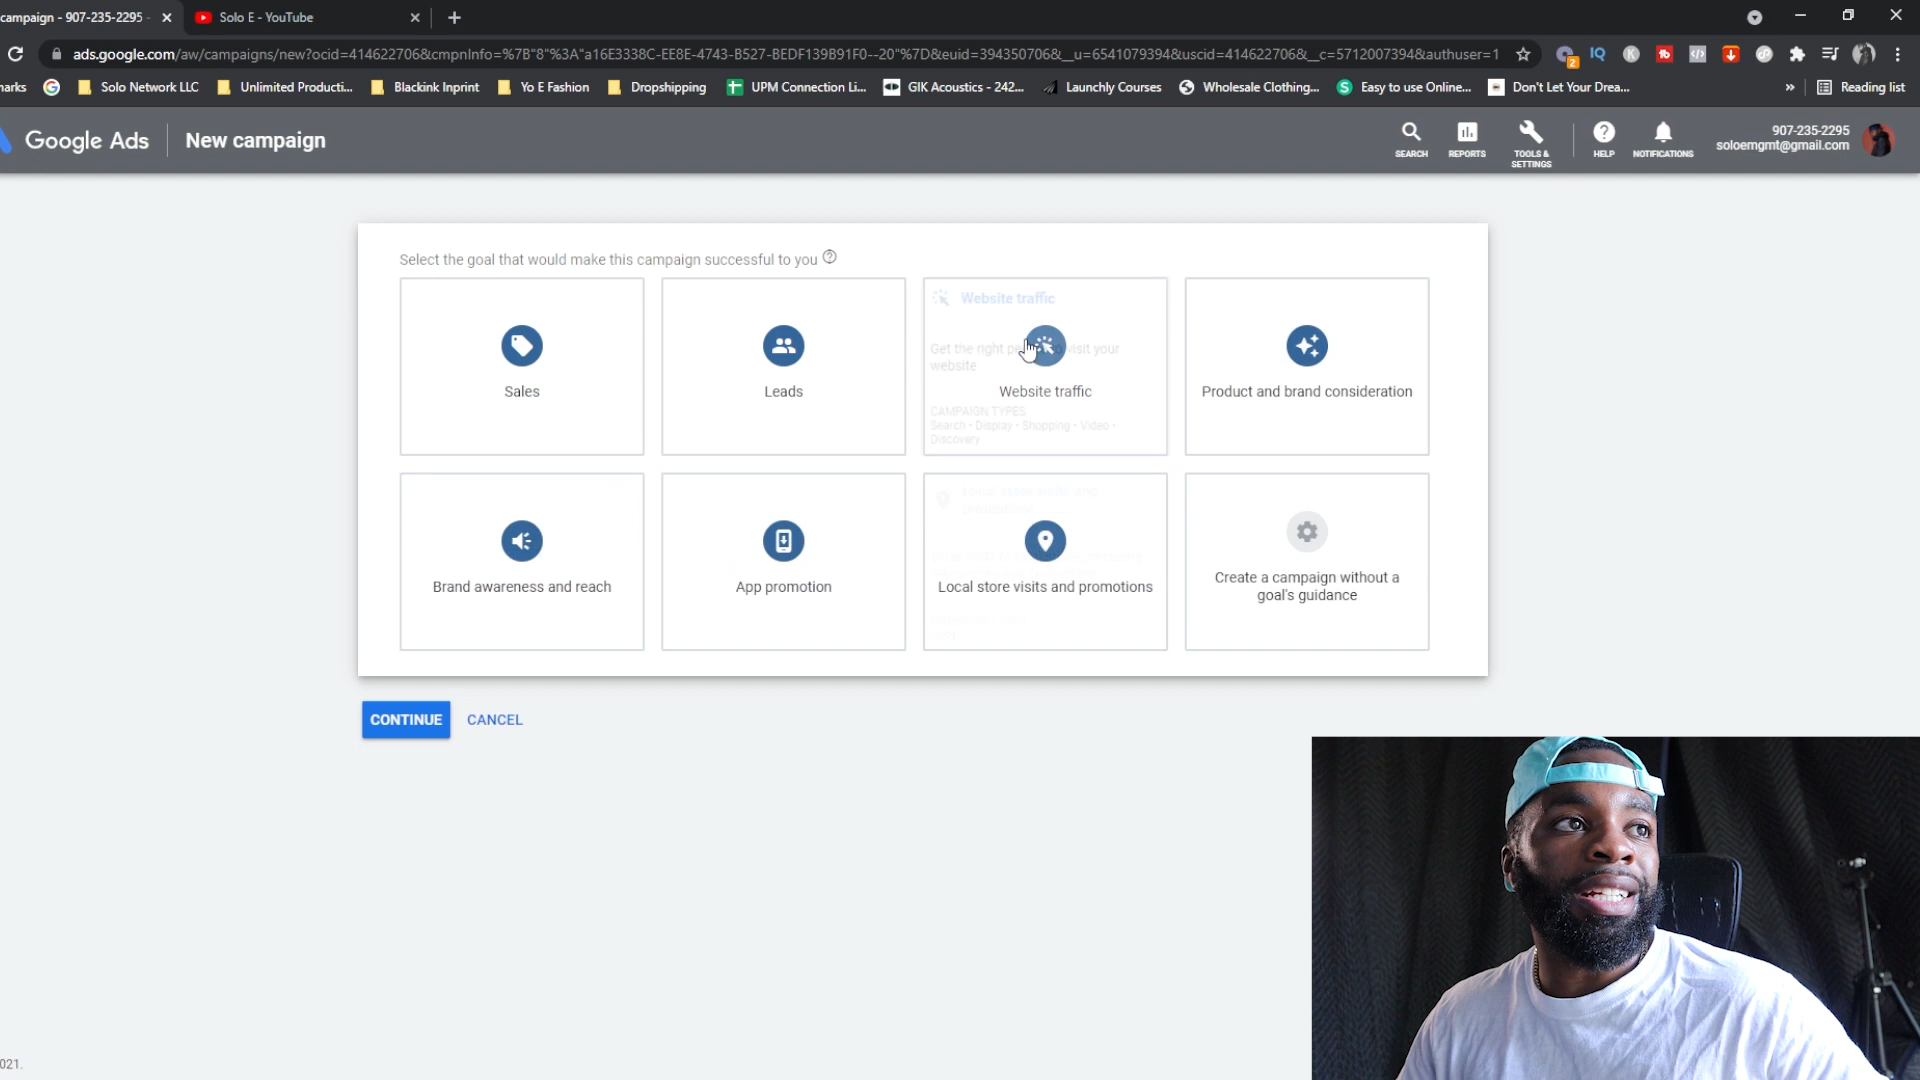 campaign - 907-235-2295 -
Solo E - YouTube
ads.google.com/aw/campaigns/new?ocid=414622706&cmpnInfo=%7B"8"%3A"a16E3338C-EE8E-4743-B527-BEDF139B91F0--20"%7D&euid=394350706&__u=6541079394&uscid=414622706&__c=5712007394&authuser=1
2
IQ
K
</>
arks
Solo Network LLC
Unlimited Producti...
Blackink Inprint
Yo E Fashion
Dropshipping
UPM Connection Li...
GIK Acoustics - 242...
Launchly Courses
Wholesale Clothing...
Easy to use Online...
Don't Let Your Drea...
»
Reading list
Google Ads
New campaign
SEARCH
REPORTS
TOOLS &
SETTINGS
HELP
NOTIFICATIONS
907-235-2295
soloemgmt@gmail.com
Select the goal that would make this campaign successful to you
Sales
Leads
Website traffic
Get the right visit your
website
Website traffic
CAMPAIGN TYPES
Search • Display • Shopping • Video •
Discovery
Product and brand consideration
Brand awareness and reach
App promotion
Local store visits and promotions
Create a campaign without a
goal's guidance
CONTINUE
CANCEL
021.